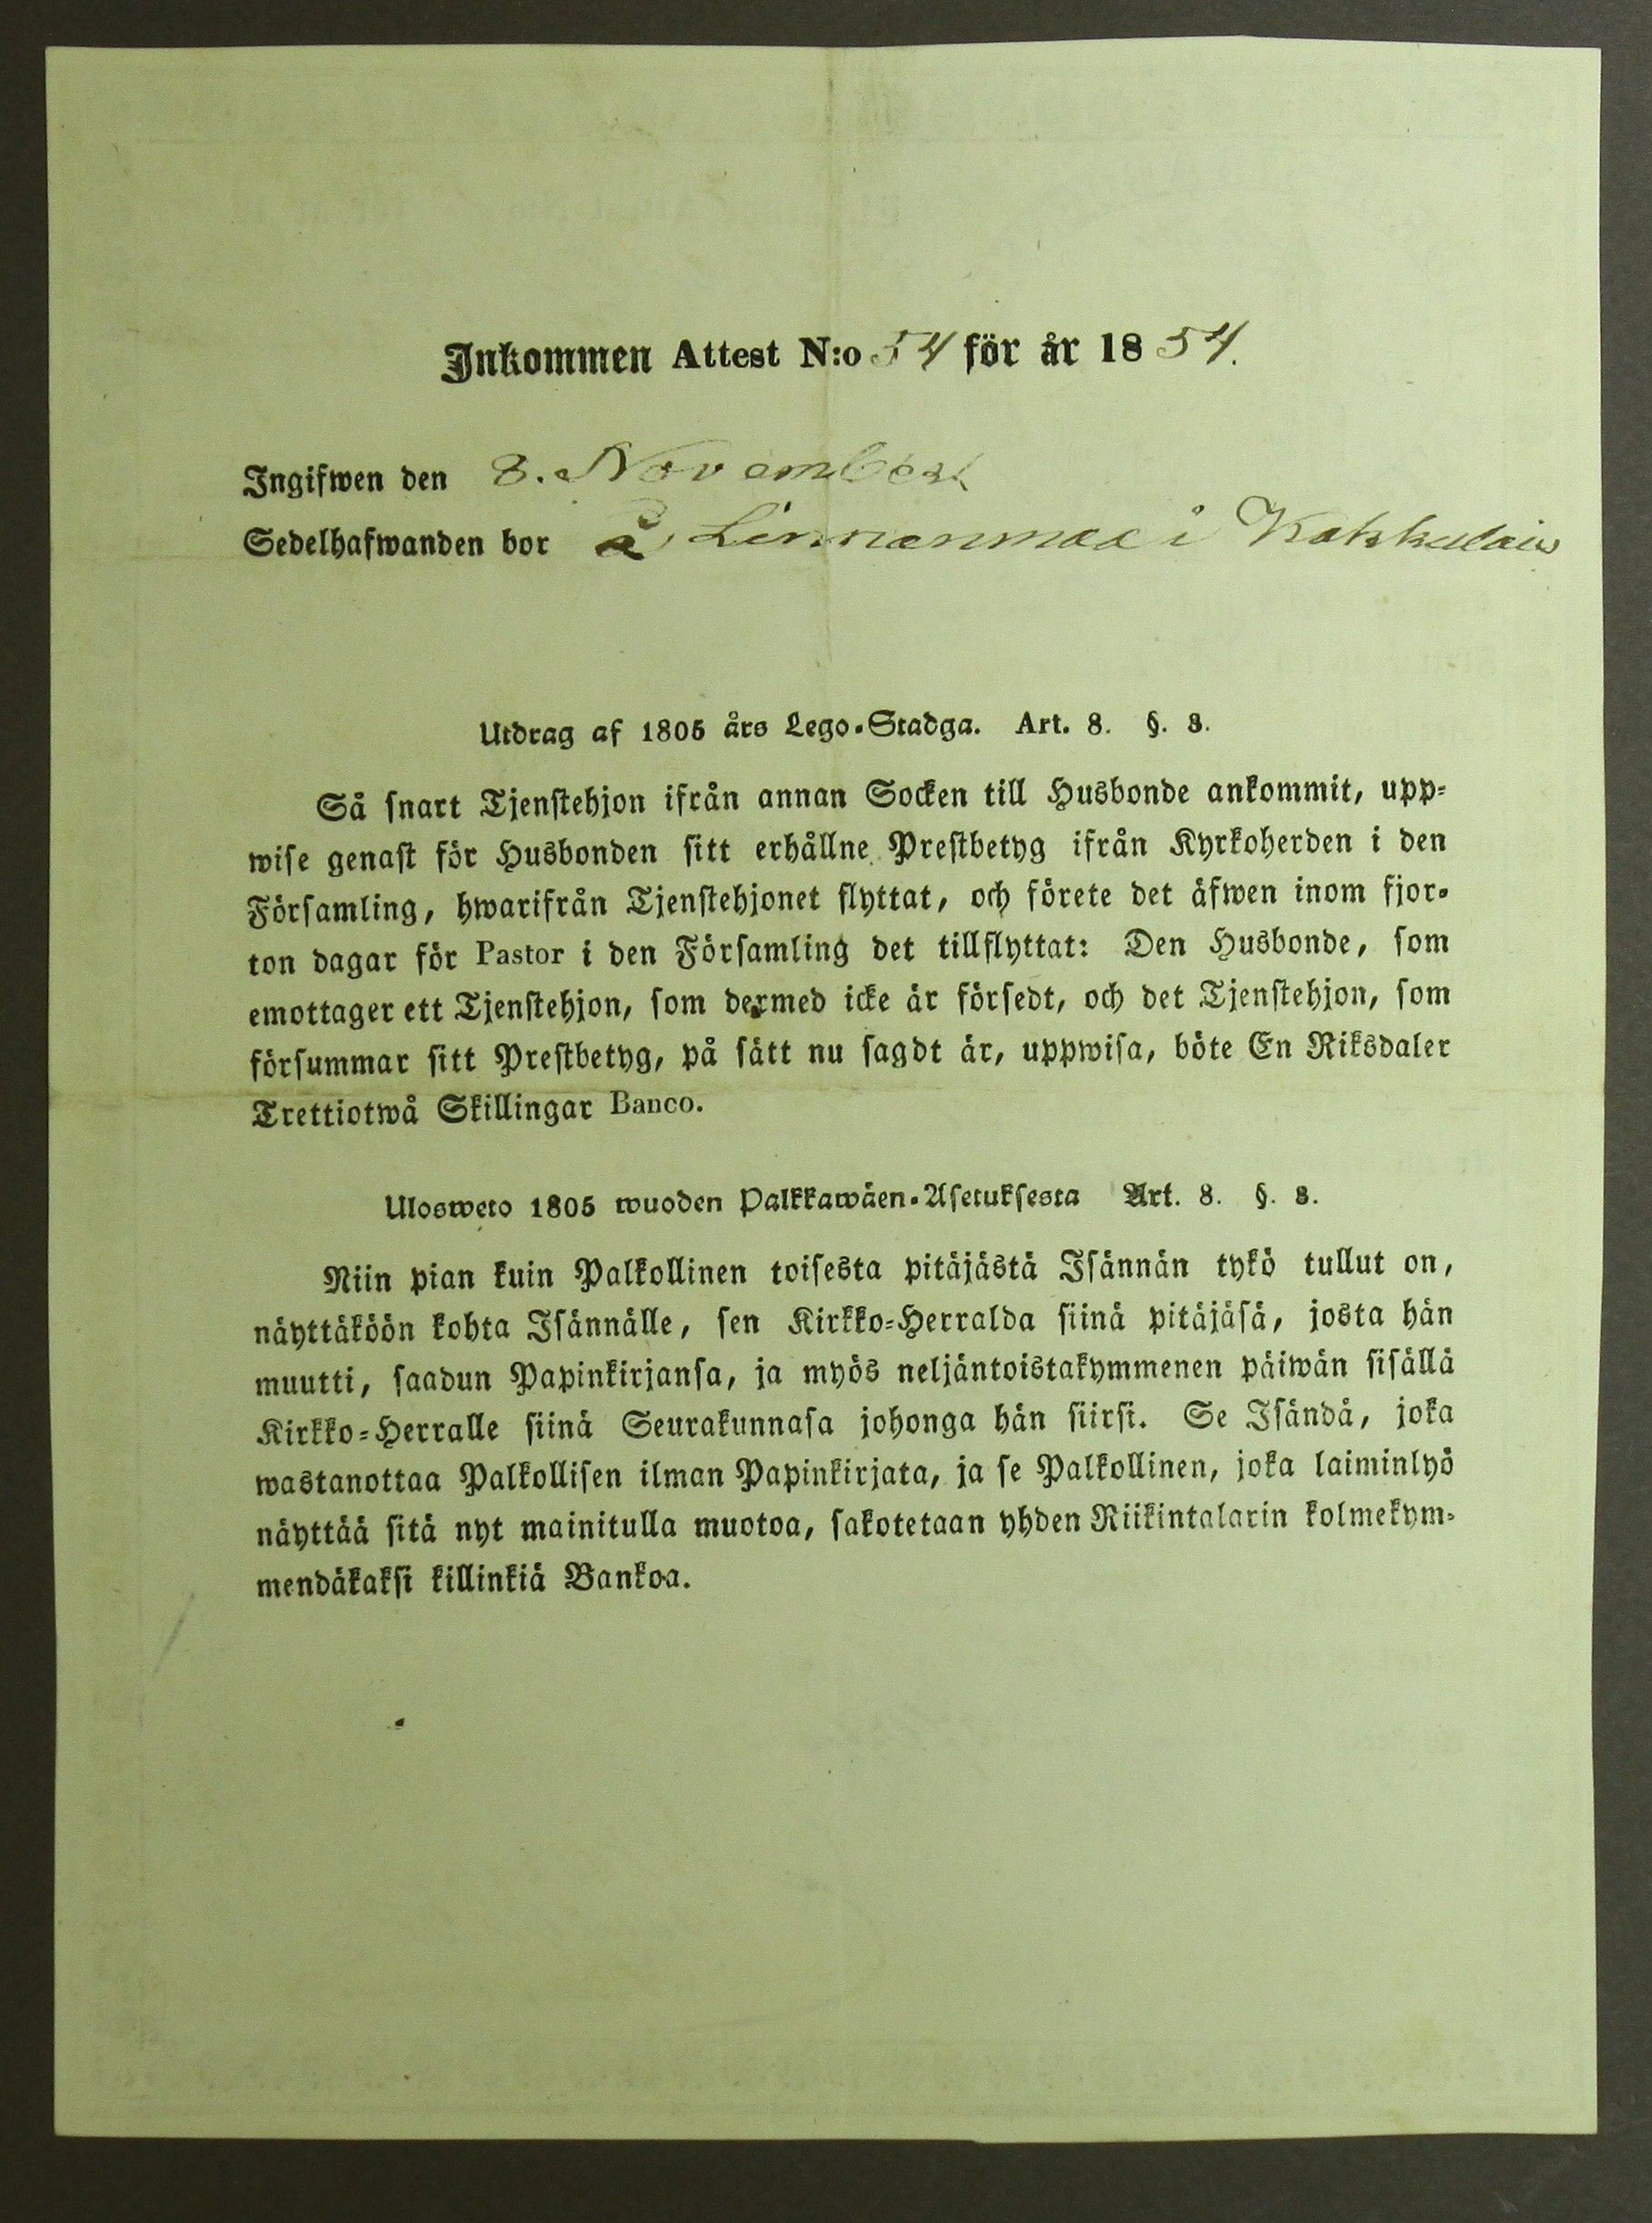 Inkommen Attest N:o 54 för år 1854.
Ingifwen den 8. November
Sedelhafwanden bor å Linnanmaa i Kakkulais
Utdrag af 1805 års Lego-Stadga. Art. 8. §. 3.
Så snart Tjenstehjon ifrån annan Socken till Husbonde ankommit, upp-
wise genast för Husbonden sitt erhållne Prestbetyg ifrån Kyrkoherden i den
Församling, hwarifrån Tjenstehjonet flyttat, och förete det äfwen inom fjor-
ton dagar för Pastor i den Församling det tillflyttat: Den Husbonde, som
emottager ett Tjenstehjon, som dermed icke är försedt, och det Tjenstehjon, som
försummar sitt Prestbetyg, på sätt nu sagdt är, uppwisa, böte En Riksdaler
Trettiotwå Skillingar Banco.
Ulosweto 1805 wuoden Palkkawäen-Asetuksesta Art. 8. §. 3.
Niin pian kuin Palkollinen toisesta pitäjästä Isännän tykö tullut on,
näyttäköön kohta Isännälle, sen Kirkko-Herralda siinä pitäjäsä, josta hän
muutti, saadun Papinkirjansa, ja myös neljäntoistakymmenen päiwän sisällä
Kirkko-Herralle siinä Seurakunnasa johonga hän siirsi. Se Isändä, joka
wastanottaa Palkollisen ilman Papinkirjata, ja se Palkollinen, joka laiminlyö
näyttää sitä nyt mainitulla muotoa, sakotetaan yhden Riikintalarin kolmekym-
mendäkaksi killinkiä Bankoa.